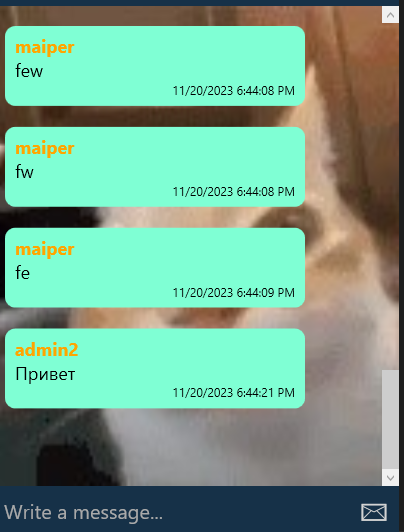 maiper
few
11/20/2023 6:44:08 PM
maiper
fw
11/20/2023 6:44:08 PM
maiper
fe
11/20/2023 6:44:09 PM
admin2
Привет
11/20/2023 6:44:21 PM
Write a message...